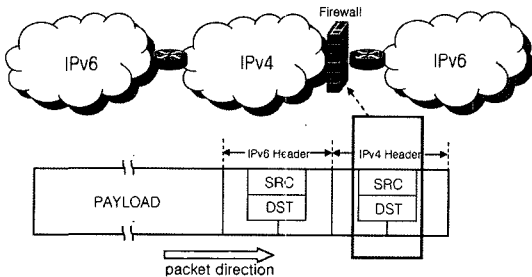 Firewall
IPv6
IPv4
IPv6
IPv6 Header
IPv4 Header
PAYLOAD
SRC
DST
SRC
DST
packet direction